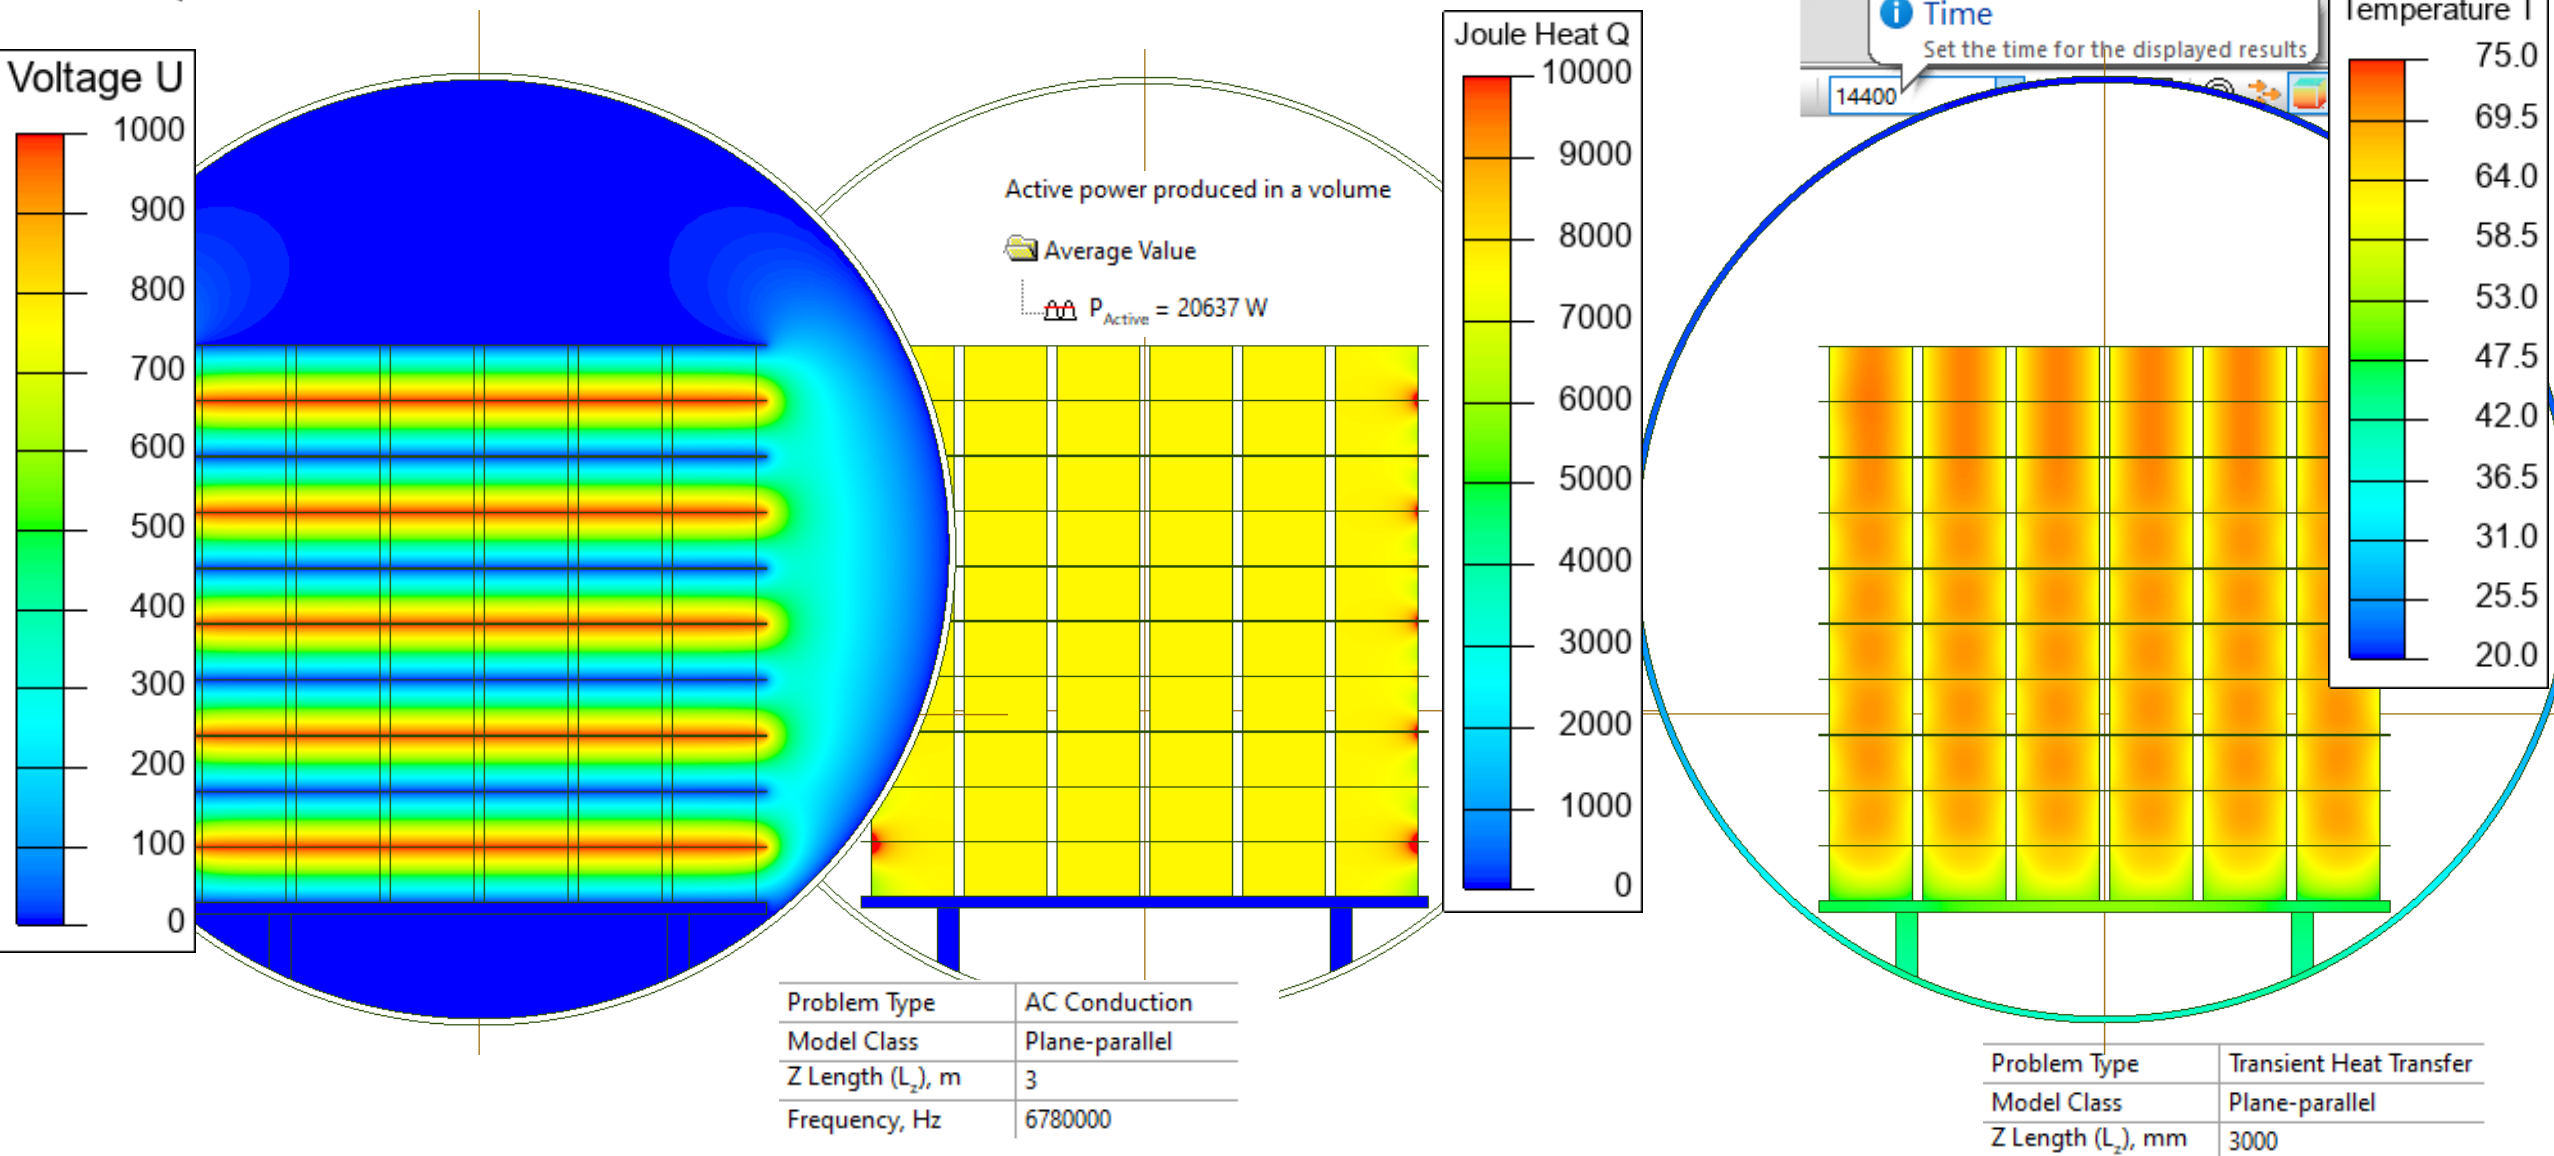 Voltage U
1000
900
800
700
600
500
400
300
200
100
0
Active power produced in a volume
Average Value
P Active = 20637 W
Problem Type AC Conduction
Model Class Plane-parallel
Z Length (Lz), m 3
Frequency, Hz 6780000
Joule Heat Q
10000
9000
8000
7000
6000
5000
4000
3000
2000
1000
0
Time
Set the time for the displayed results
14400
Temperature T
75.0
69.5
64.0
58.5
53.0
47.5
42.0
36.5
31.0
25.5
20.0
Problem Type Transient Heat Transfer
Model Class Plane-parallel
Z Length (Lz), mm 3000